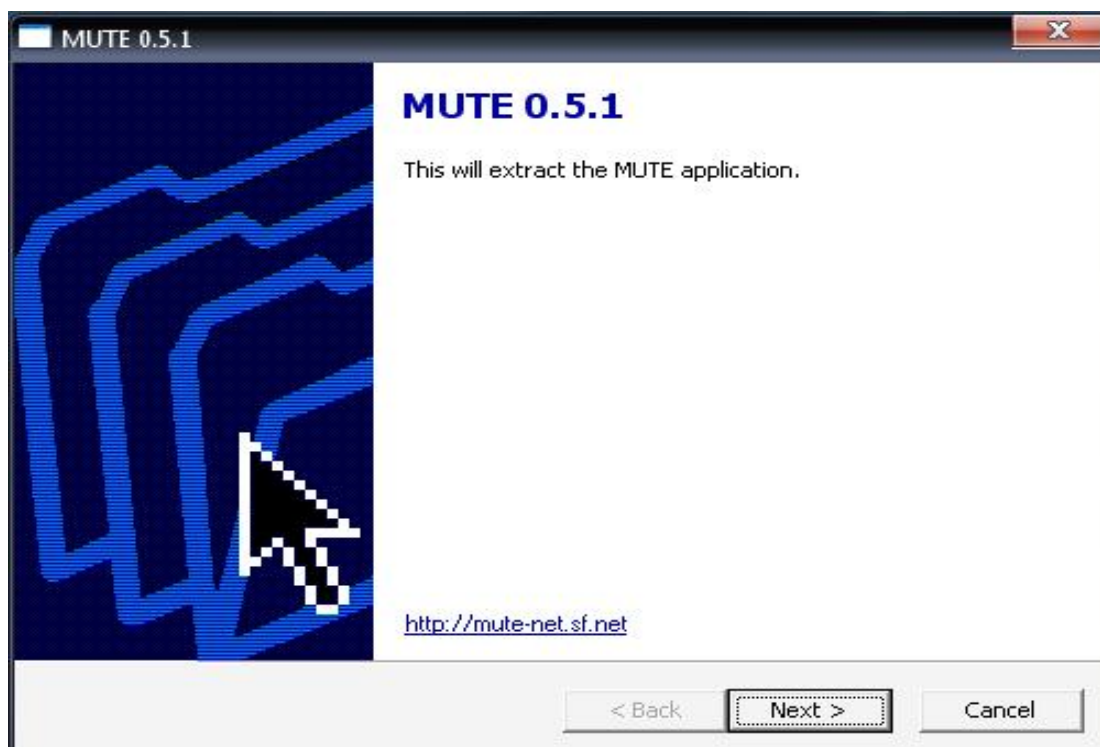 MUTE 0.5.1
MUTE 0.5.1
This will extract the MUTE application.
http://mute-net.sf.net
< Back
Next >
Cancel